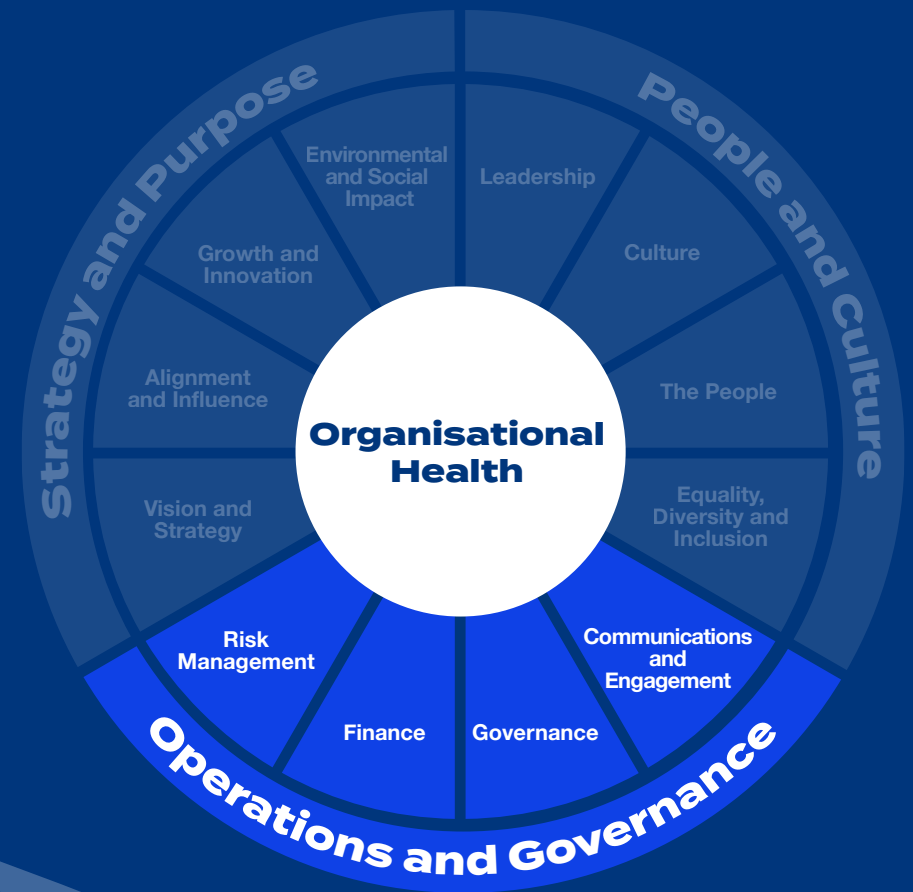 Strategy and Purpose
People and Culture
Environmental
and Social
Impact
Leadership
Growth and
Innovation
Culture
Alignment
and Influence
The People
Organisational
Health
Vision and
Strategy
Equality,
Diversity and
Inclusion
Risk
Management
Communications
and
Engagement
Finance
Governance
Operations and Governance